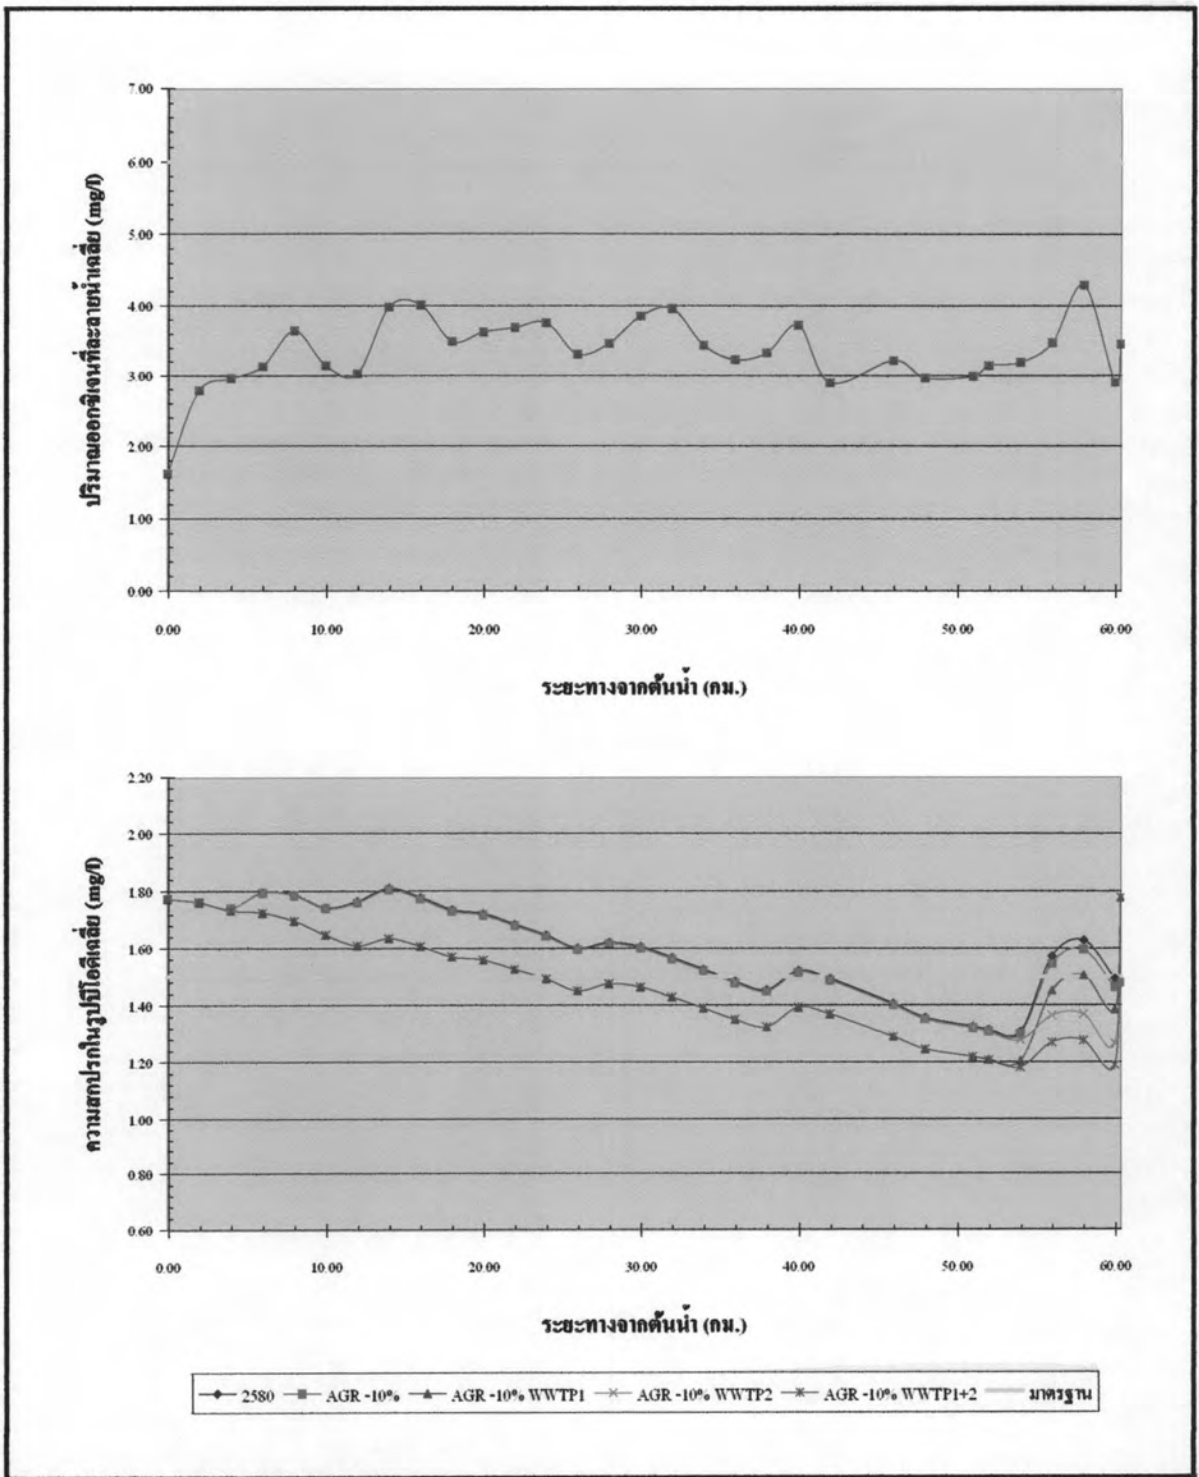 7.00
6.00
5.00
4.00
3.00
2.00
1.00
0.00
ปริมาณออกซิเจนที่ละลายน้ำเฉลี่ย (mg/l)
0.00 10.00 20.00 30.00 40.00 50.00 60.00
ระยะทางจากต้นน้ำ (กม.)
2.20
2.00
1.80
1.60
1.40
1.20
1.00
0.80
0.60
ความสกปรกในรูปบีโอดีเฉลี่ย (mg/l)
0.00 10.00 20.00 30.00 40.00 50.00 60.00
ระยะทางจากต้นน้ำ (กม.)
2580 AGR -10% AGR -10% WWTP1 AGR -10% WWTP2 AGR -10% WWTP1+2 มาตรฐาน